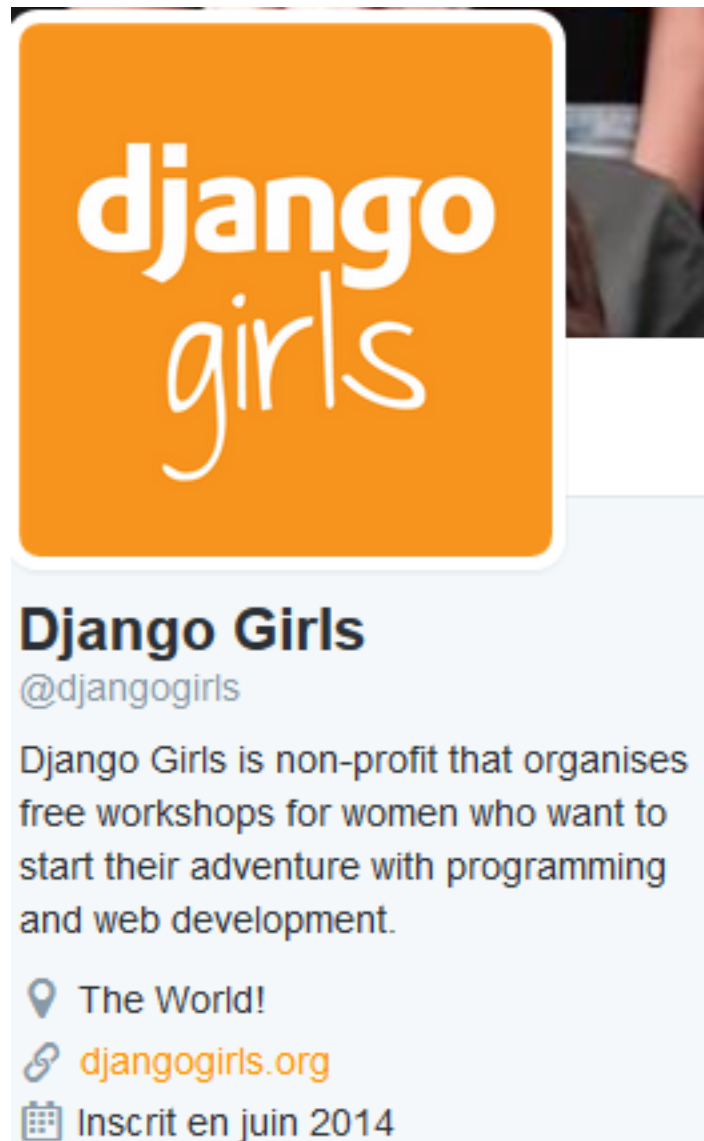 django
girls
Django Girls
@djangogirls
Django Girls is non-profit that organises
free workshops for women who want to
start their adventure with programming
and web development.
The World!
djangogirls.org
Inscrit en juin 2014